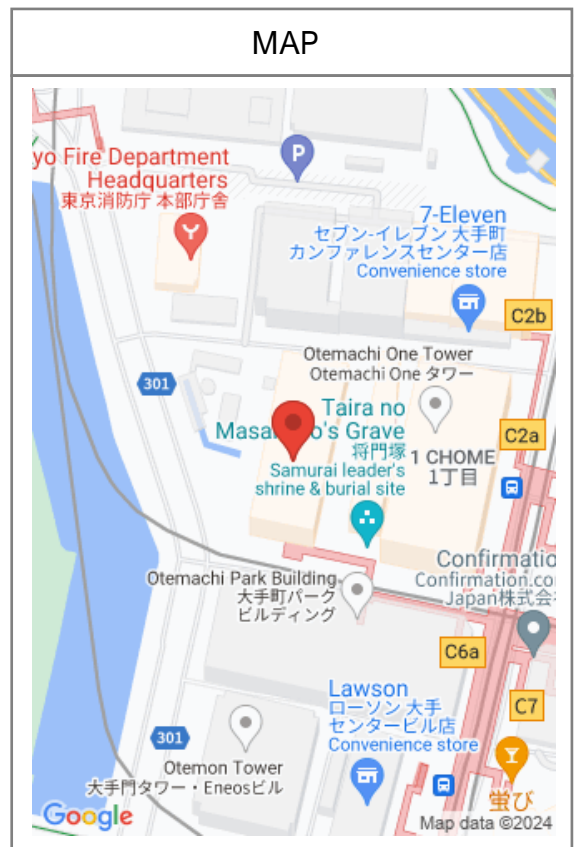 MAP
yo Fire Department
Headquarters
東京消防庁 本部庁舎
P
7-Eleven
セブン-イレブン 大手町
カンファレンスセンター店
Convenience store
C2b
Otemachi One Tower
Otemachi One タワー
301
Taira no
Grave
将門塚
Samurai leader's
shrine & burial site
C2a
1 CHOME
1丁目
Confirmatio
Confirmation.co
Japan株式会
Otemachi Park Building
大手町パーク
ビルディング
C6a
C7
Lawson
ローソン 大手
センタービル店
Convenience store
301
Otemon Tower
大手門タワー・Eneosビル
蛍び
Google
Map data ©2024